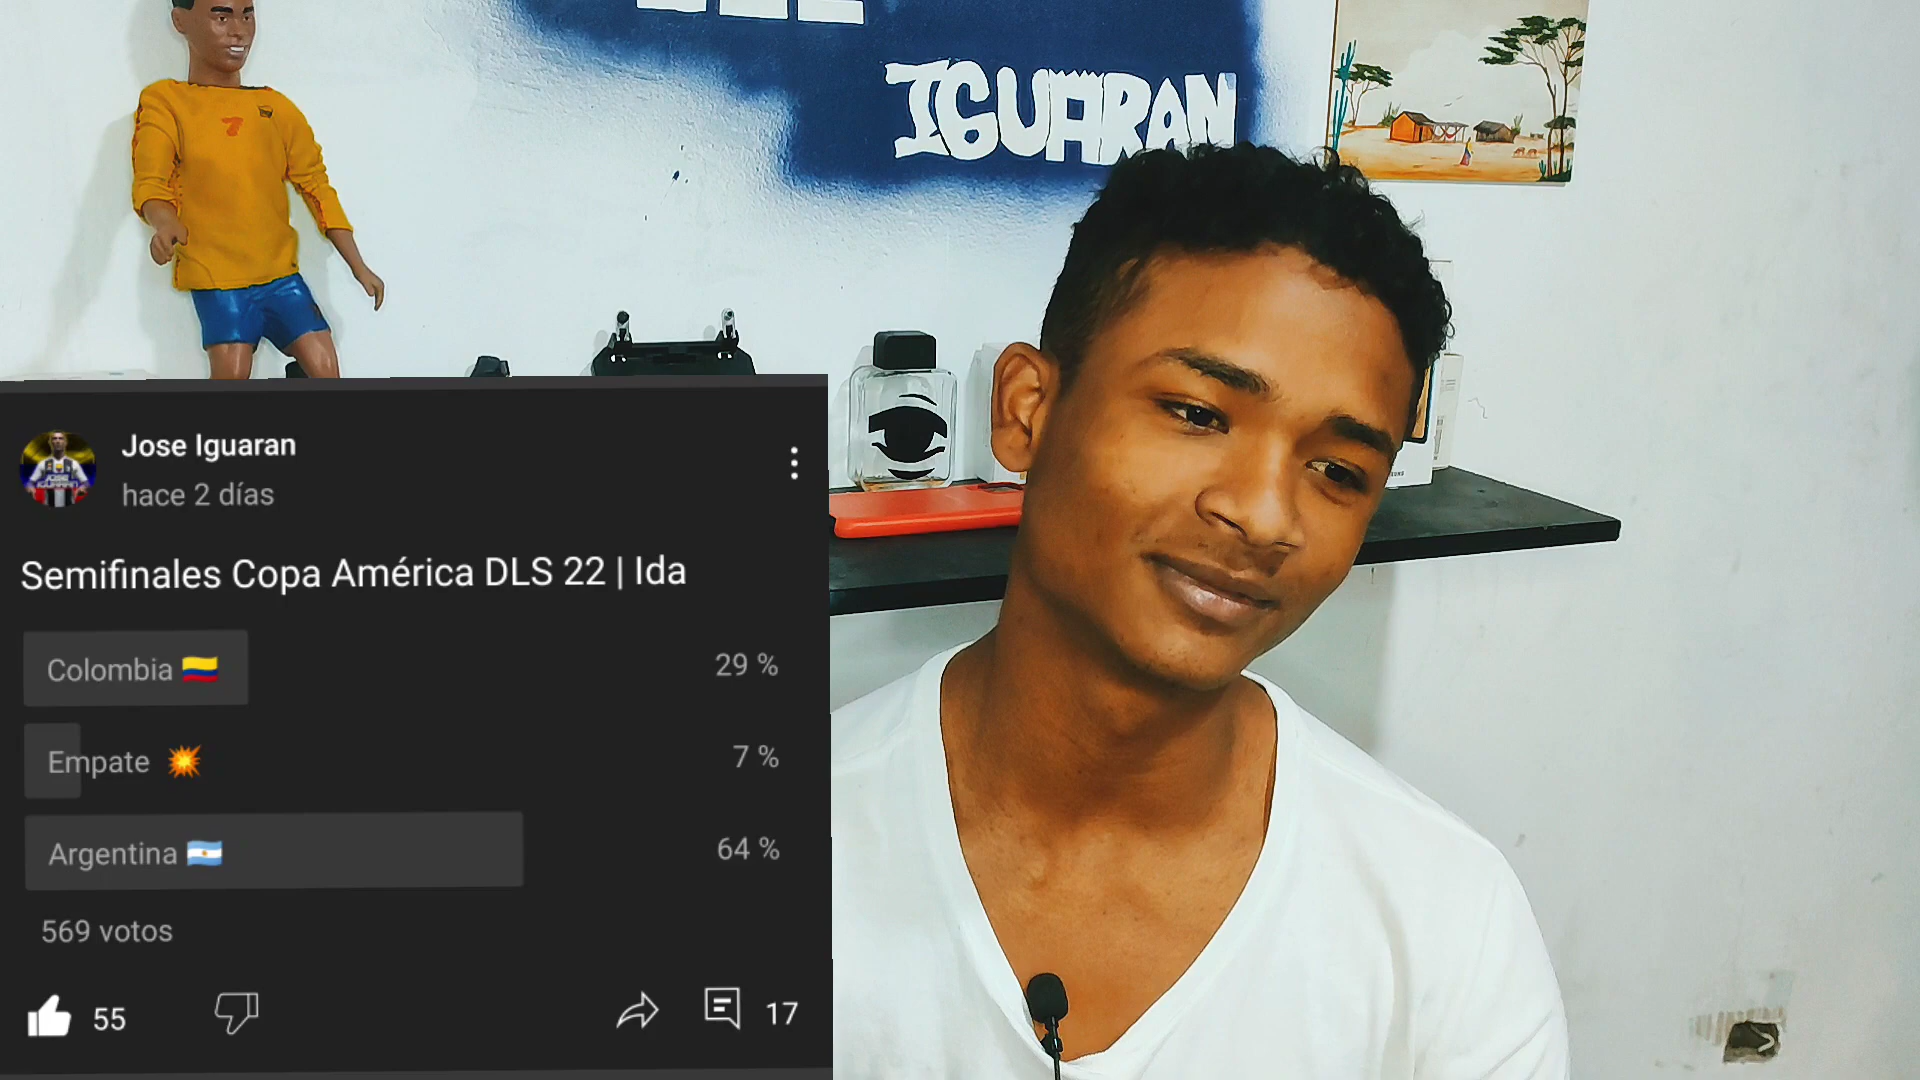 IGUARAN
7
Jose Iguaran
hace 2 días
Semifinales Copa América DLS 22 | Ida
Colombia 🇨🇴 29 %
Empate 💥 7 %
Argentina 🇦🇷 64 %
569 votos
55
17